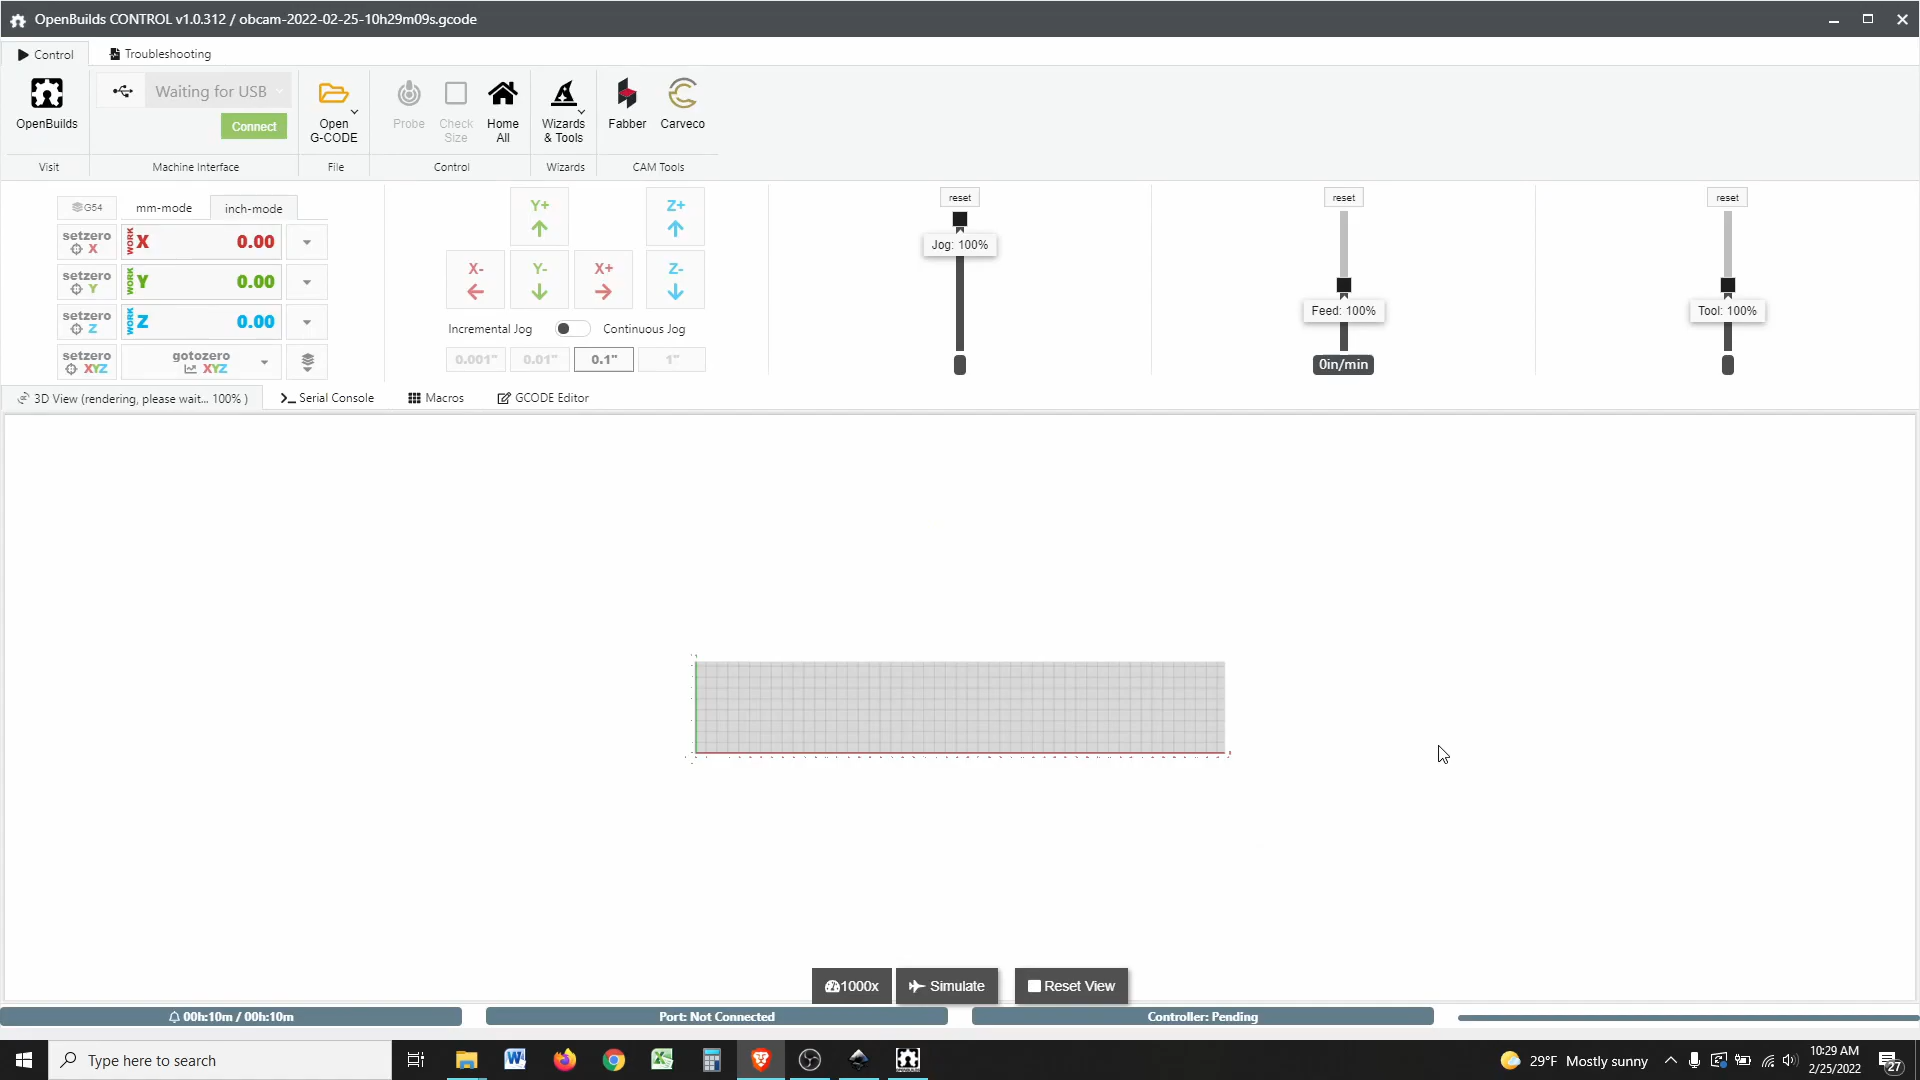 OpenBuilds CONTROL v1.0.312 / obcam-2022-02-25-10h29m09s.gcode
Control
Troubleshooting
OpenBuilds
Waiting for USB
Connect
Open
G-CODE
Probe
Check
Size
Home
All
Wizards
& Tools
Fabber
Carveco
Visit
Machine Interface
File
Control
Wizards
CAM Tools
G54
mm-mode
inch-mode
setzero
X
WORK
X
0.00
setzero
Y
WORK
Y
0.00
setzero
Z
WORK
Z
0.00
setzero
XYZ
gotozero
XYZ
Y+
Z+
X-
Y-
X+
Z-
Incremental Jog
Continuous Jog
0.001"
0.01"
0.1"
1"
reset
Jog: 100%
reset
Feed: 100%
0in/min
reset
Tool: 100%
3D View (rendering, please wait... 100% )
Serial Console
Macros
GCODE Editor
1000x
Simulate
Reset View
00h:10m / 00h:10m
Port: Not Connected
Controller: Pending
Type here to search
29°F Mostly sunny
10:29 AM
2/25/2022
27